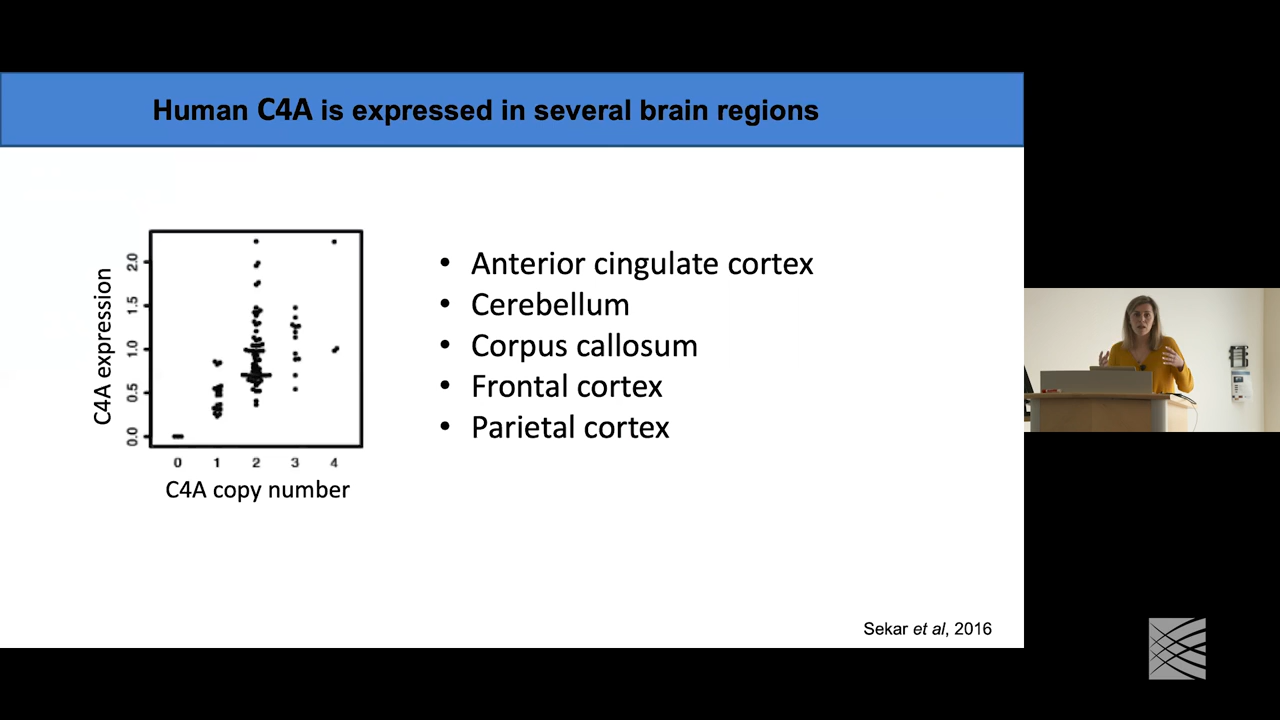 Human C4A is expressed in several brain regions
C4A expression
2.0
1.5
1.0
0.5
0.0
0 1 2 3 4
C4A copy number
• Anterior cingulate cortex
• Cerebellum
• Corpus callosum
• Frontal cortex
• Parietal cortex
Sekar et al, 2016